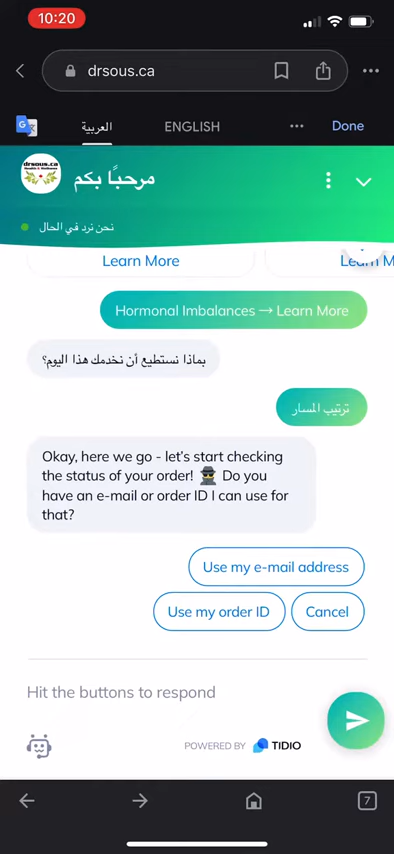 10:20
drsous.ca
العربية
ENGLISH
Done
drsous.ca
Health & Wellness
مرحبًا بكم
نحن نرد في الحال
Learn More
Learn M
Hormonal Imbalances → Learn More
بماذا نستطيع أن نخدمك هذا اليوم؟
ترتيب المسار
Okay, here we go - let's start checking
the status of your order! 🕵️ Do you
have an e-mail or order ID I can use for
that?
Use my e-mail address
Use my order ID
Cancel
Hit the buttons to respond
POWERED BY TIDIO
7